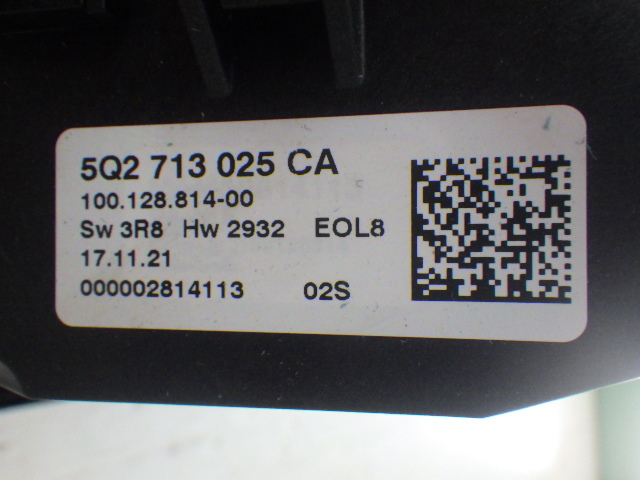 5Q2 713 025 CA
100.128.814-00
Sw 3R8 Hw 2932 EOL8
17.11.21
000002814113 02S